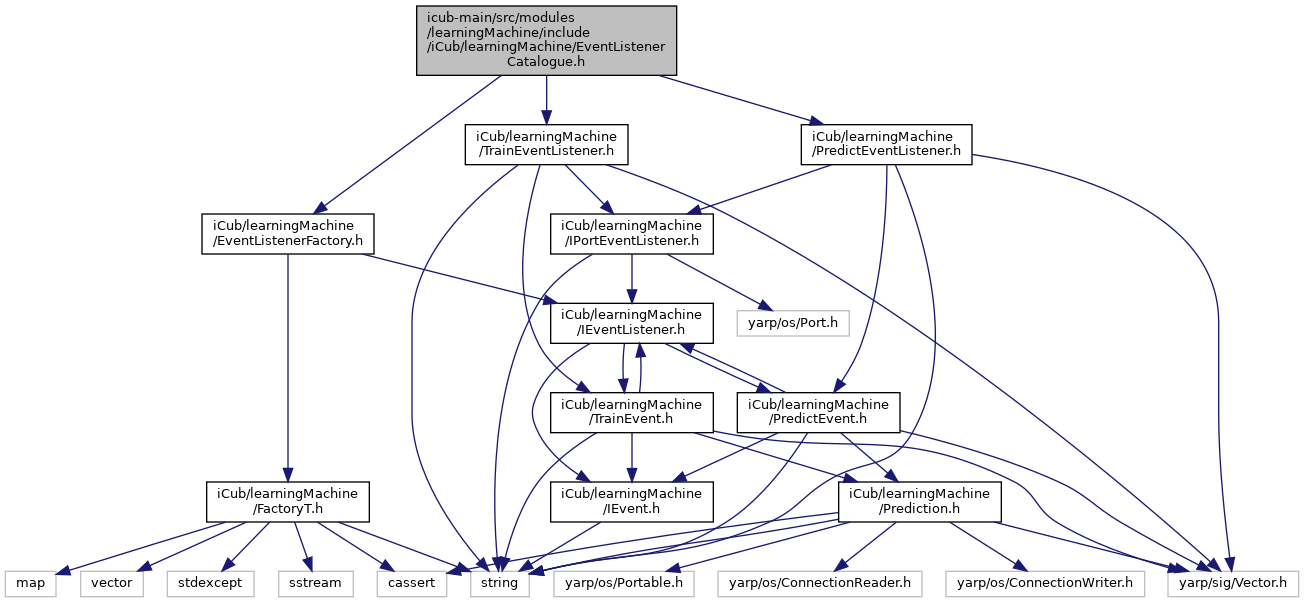 icub-main/src/modules
/learningMachine/include
/iCub/learningMachine/EventListener
Catalogue.h
iCub/learningMachine
/TrainEventListener.h
iCub/learningMachine
/PredictEventListener.h
iCub/learningMachine
/EventListenerFactory.h
iCub/learningMachine
/IPortEventListener.h
iCub/learningMachine
/IEventListener.h
yarp/os/Port.h
iCub/learningMachine
/TrainEvent.h
iCub/learningMachine
/PredictEvent.h
iCub/learningMachine
/FactoryT.h
iCub/learningMachine
/IEvent.h
iCub/learningMachine
/Prediction.h
map
vector
stdexcept
sstream
cassert
string
yarp/os/Portable.h
yarp/os/ConnectionReader.h
yarp/os/ConnectionWriter.h
yarp/sig/Vector.h